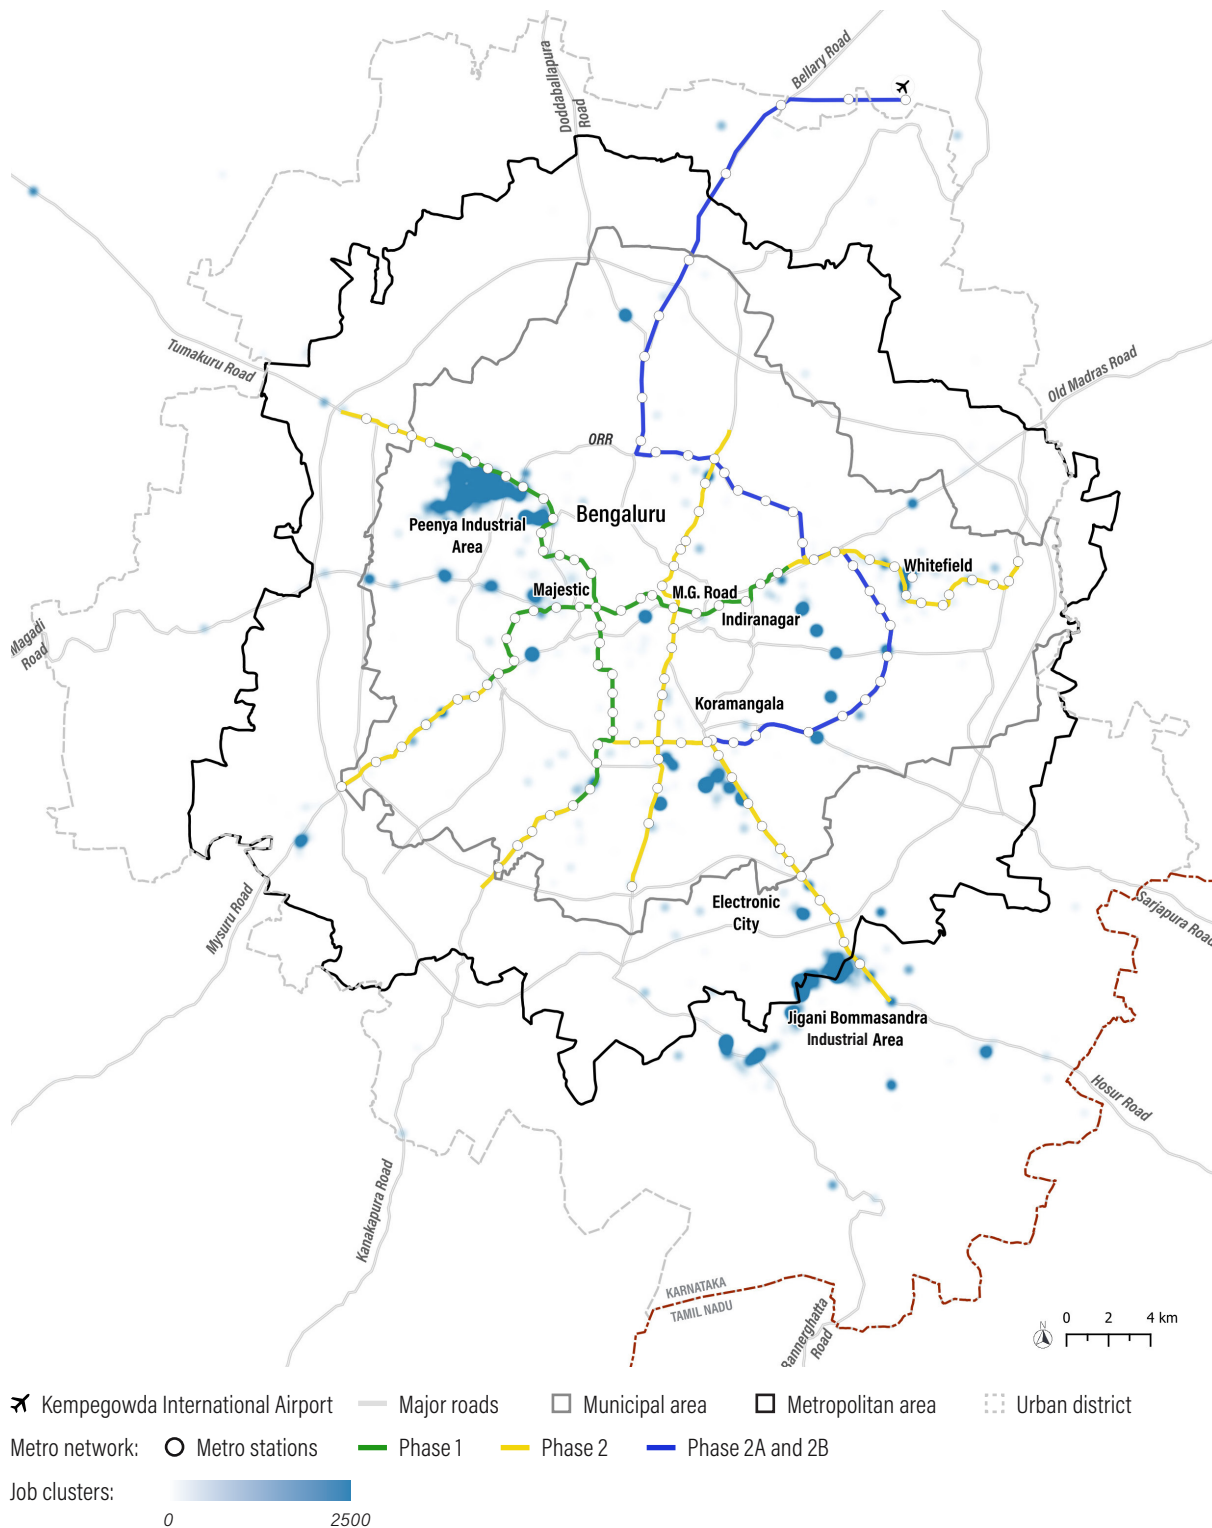 Doddaballapura
Road
Bellary Road
Tumakuru Road
Old Madras Road
ORR
Bengaluru
Peenya Industrial
Area
Whitefield
Majestic
M.G. Road
Indiranagar
Magadi
Road
Koramangala
Mysuru Road
Electronic
City
Sarjapura Road
Jigani Bommasandra
Industrial Area
Hosur Road
Kanakapura Road
KARNATAKA
TAMIL NADU
Bannerghatta
Road
N
0 2 4 km
Kempegowda International Airport Major roads Municipal area Metropolitan area Urban district
Metro network: Metro stations Phase 1 Phase 2 Phase 2A and 2B
Job clusters:
0 2500